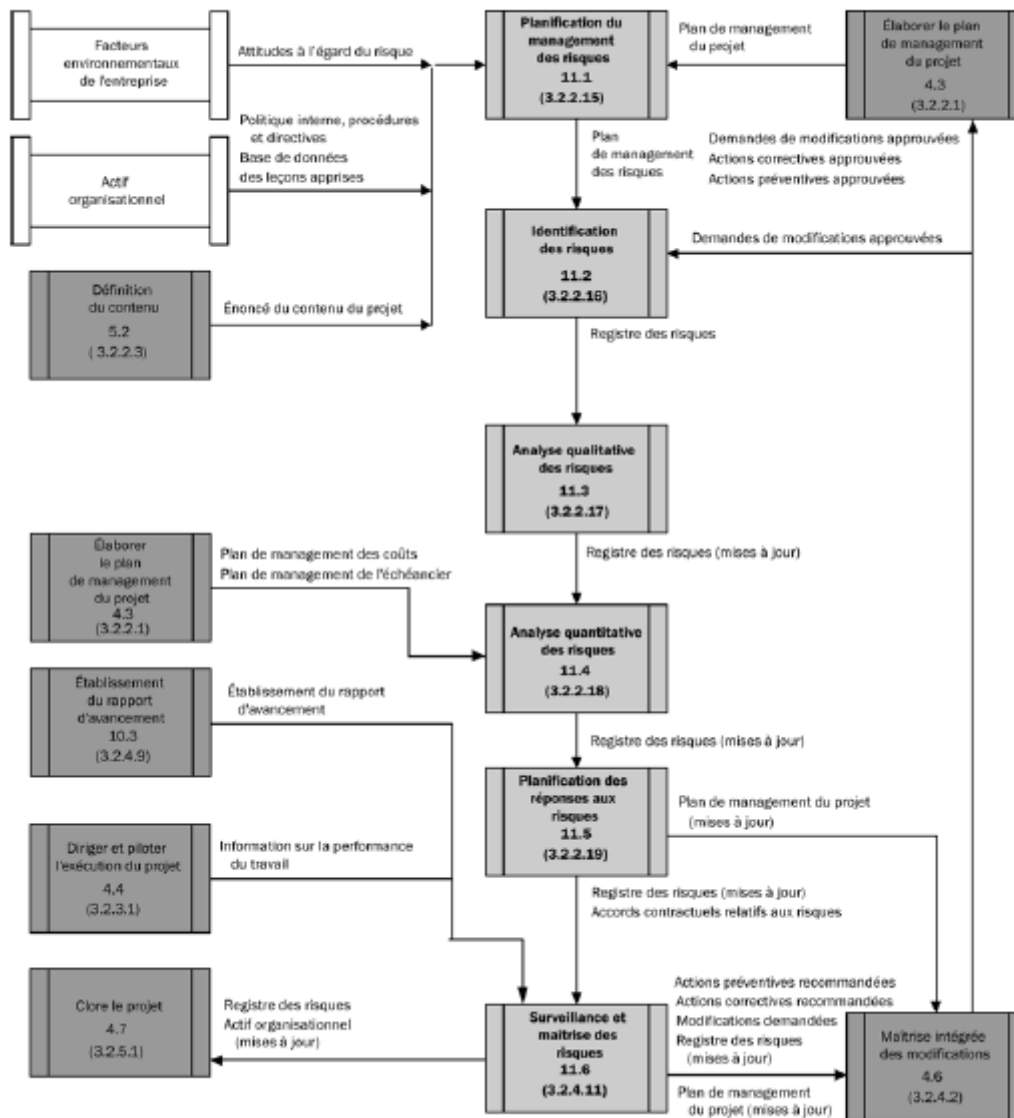 Facteurs
environnementaux
de l'entreprise
Attitudes à l'égard du risque
Planification du
management
des risques
11.1
(3.2.2.15)
Plan de management
du projet
Élaborer le plan
de management
du projet
4.3
(3.2.2.1)
Actif
organisationnel
Politique interne, procédures
et directives
Base de données
des leçons apprises
Plan
de management
des risques
Demandes de modifications approuvées
Actions correctives approuvées
Actions préventives approuvées
Identification
des risques
11.2
(3.2.2.16)
Demandes de modifications approuvées
Définition
du contenu
5.2
( 3.2.2.3)
Énoncé du contenu du projet
Registre des risques
Analyse qualitative
des risques
11.3
(3.2.2.17)
Registre des risques (mises à jour)
Élaborer
le plan
de management
du projet
4.3
(3.2.2.1)
Plan de management des coûts
Plan de management de l'échéancier
Analyse quantitative
des risques
11.4
(3.2.2.18)
Établissement
du rapport
d'avancement
10.3
(3.2.4.9)
Établissement du rapport
d'avancement
Registre des risques (mises à jour)
Planification des
réponses aux
risques
11.5
(3.2.2.19)
Plan de management du projet
(mises à jour)
Diriger et piloter
l'exécution du projet
4.4
(3.2.3.1)
Information sur la performance
du travail
Registre des risques (mises à jour)
Accords contractuels relatifs aux risques
Clore le projet
4.7
(3.2.5.1)
Registre des risques
Actif organisationnel
(mises à jour)
Surveillance et
maîtrise des
risques
11.6
(3.2.4.11)
Actions préventives recommandées
Actions correctives recommandées
Modifications demandées
Registre des risques
(mises à jour)
Plan de management
du projet (mises à jour)
Maîtrise intégrée
des modifications
4.6
(3.2.4.2)